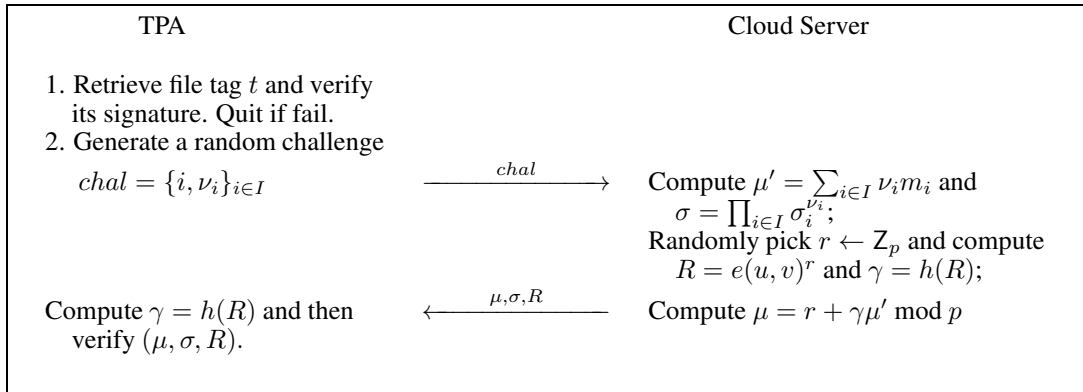 TPA Cloud Server
1. Retrieve file tag t and verify
its signature. Quit if fail.
2. Generate a random challenge
chal = {i, ν_i}_{i∈I} chal Compute μ′ = ∑_{i∈I} ν_i m_i and
σ = ∏_{i∈I} σ_i^{ν_i};
Randomly pick r ← Z_p and compute
R = e(u, v)^r and γ = h(R);
Compute γ = h(R) and then μ,σ,R Compute μ = r + γμ′ mod p
verify (μ, σ, R).